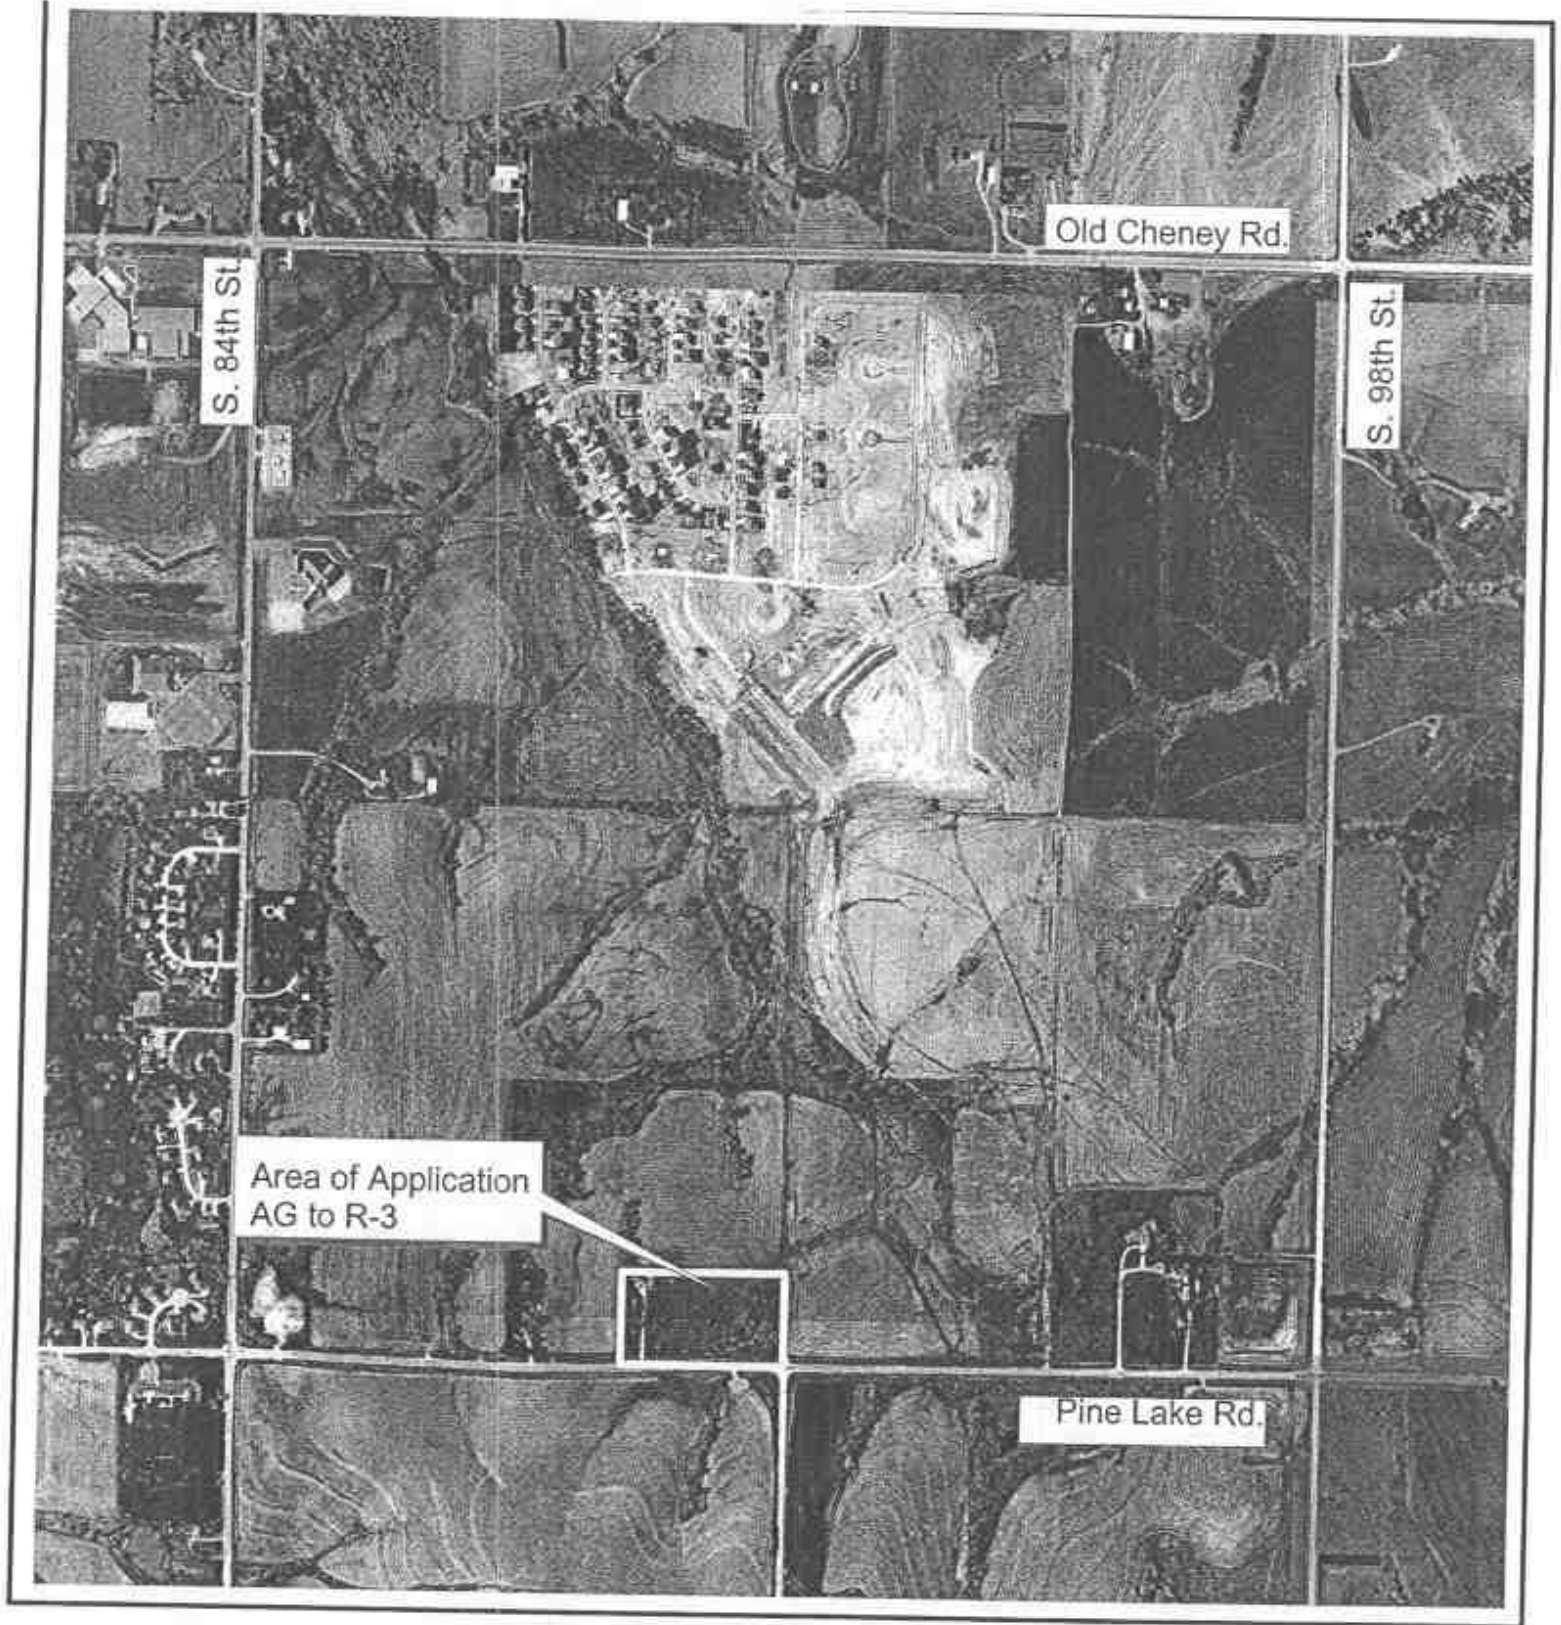 Old Cheney Rd.
S. 84th St.
S. 98th St.
Area of Application
AG to R-3
Pine Lake Rd.